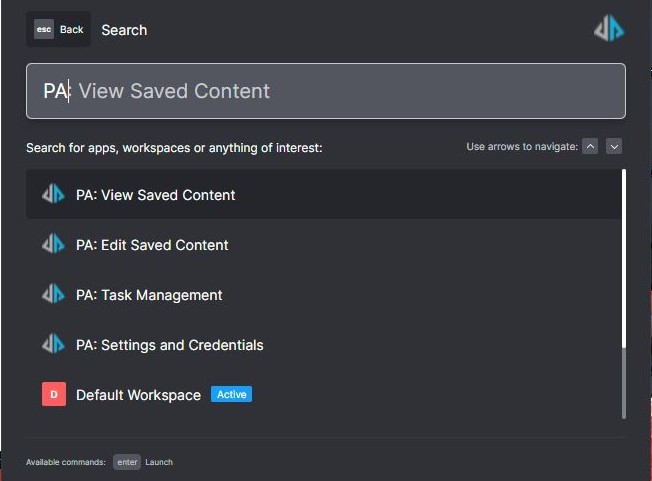 esc Back Search
PA: View Saved Content
Search for apps, workspaces or anything of interest: Use arrows to navigate:
PA: View Saved Content
PA: Edit Saved Content
PA: Task Management
PA: Settings and Credentials
D Default Workspace Active
Available commands: enter Launch